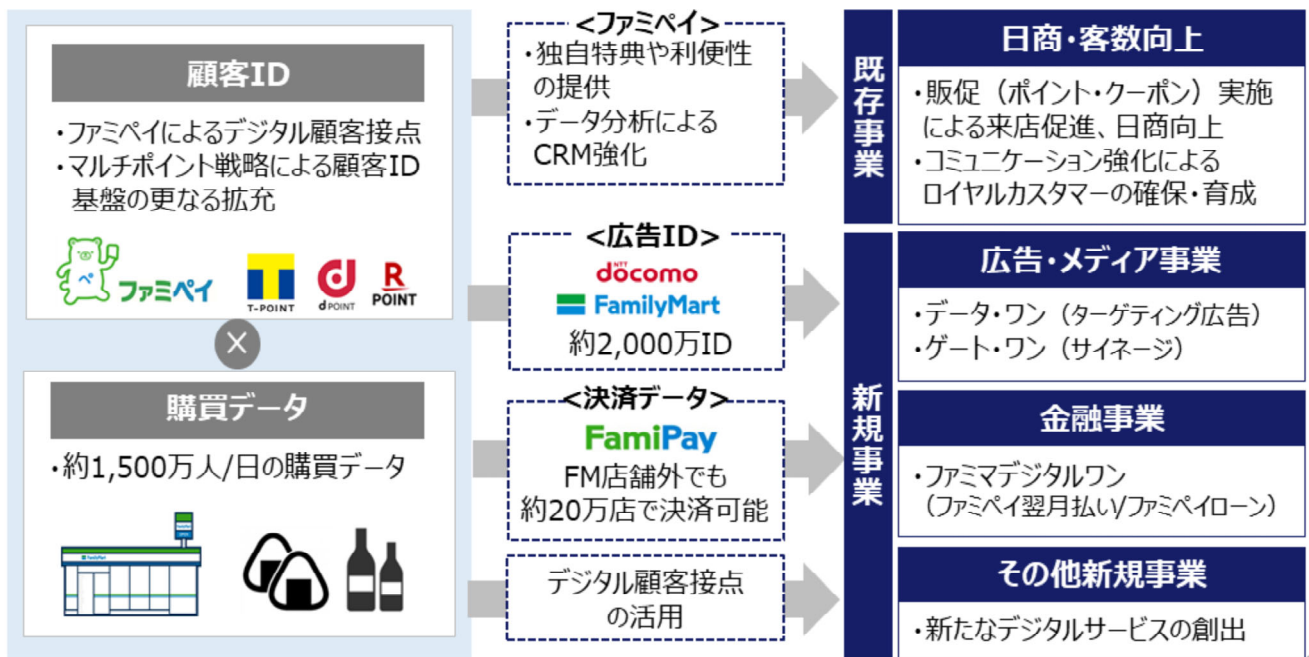 顧客ID
・ファミペイによるデジタル顧客接点
・マルチポイント戦略による顧客ID
基盤の更なる拡充
ペ
ファミペイ
T-POINT
d POINT
R
POINT
X
購買データ
・約1,500万人/日の購買データ
FamilyMart
<ファミペイ>
・独自特典や利便性
の提供
・データ分析による
CRM強化
<広告ID>
NTT
döcomo
FamilyMart
約2,000万ID
<決済データ>
FamiPay
FM店舗外でも
約20万店で決済可能
デジタル顧客接点
の活用
既存事業
日商・客数向上
・販促（ポイント・クーポン）実施
による来店促進、日商向上
・コミュニケーション強化による
ロイヤルカスタマーの確保・育成
新規事業
広告・メディア事業
・データ・ワン（ターゲティング広告）
・ゲート・ワン（サイネージ）
金融事業
・ファミマデジタルワン
（ファミペイ翌月払い/ファミペイローン）
その他新規事業
・新たなデジタルサービスの創出